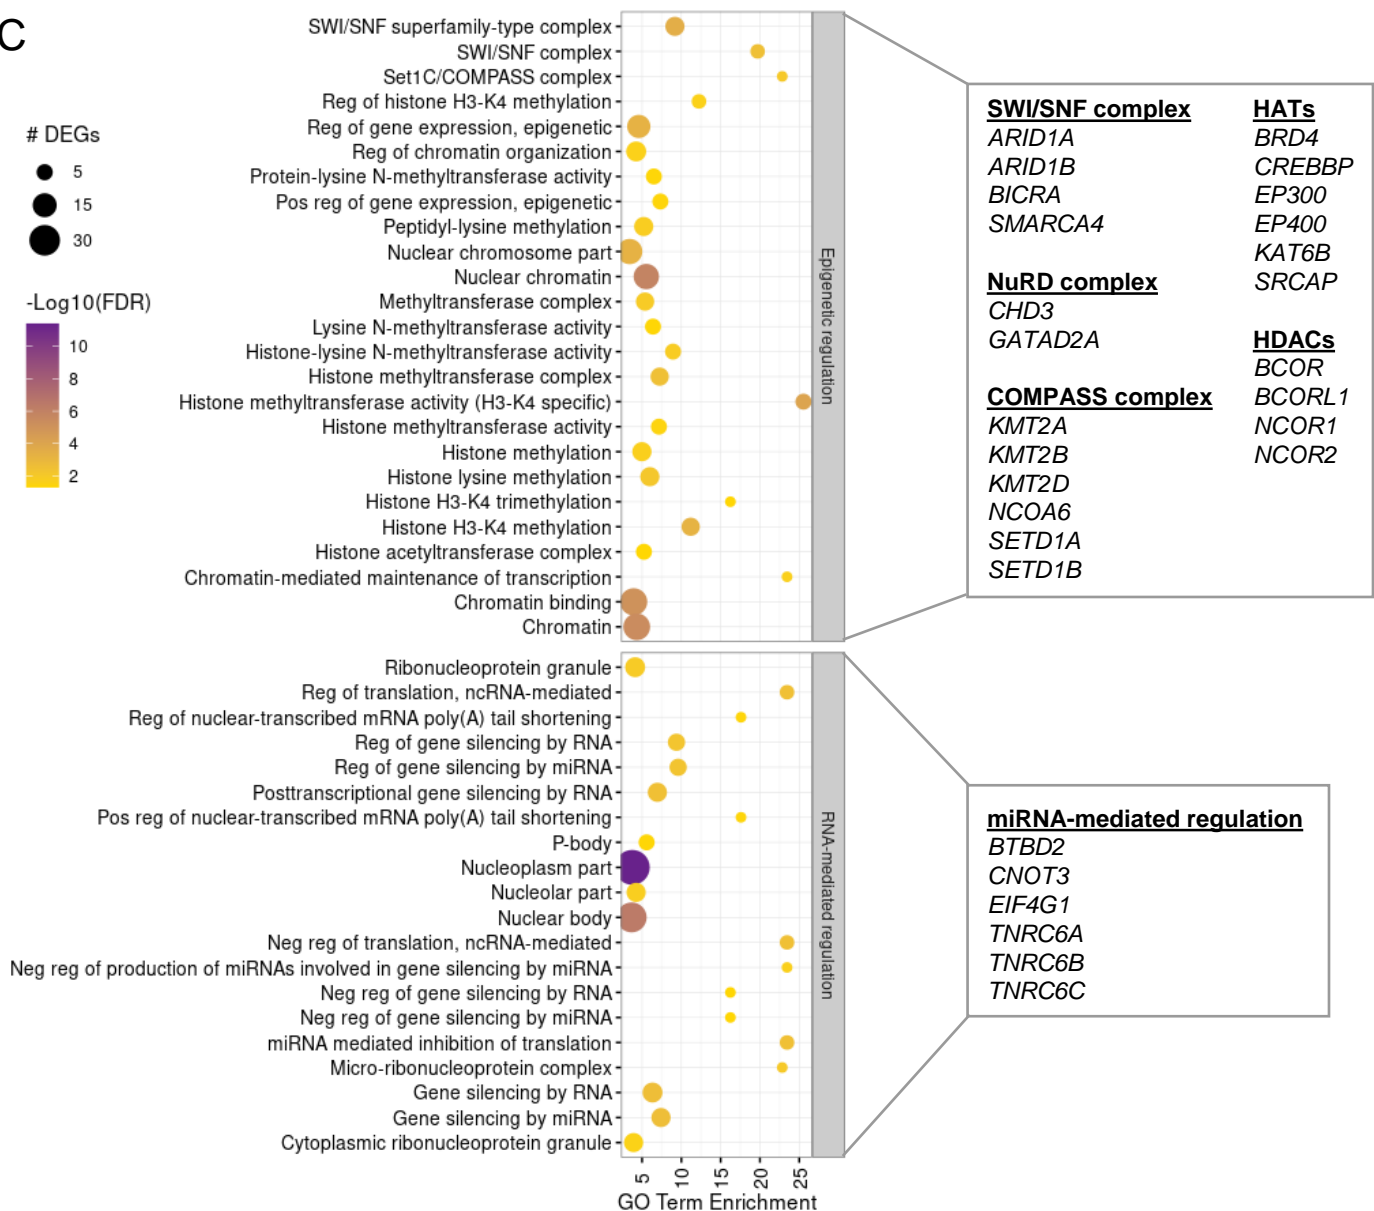 C
# DEGs
5
15
30
-Log10(FDR)
10
8
6
4
2
SWI/SNF superfamily-type complex
SWI/SNF complex
Set1C/COMPASS complex
Reg of histone H3-K4 methylation
Reg of gene expression, epigenetic
Reg of chromatin organization
Protein-lysine N-methyltransferase activity
Pos reg of gene expression, epigenetic
Peptidyl-lysine methylation
Nuclear chromosome part
Nuclear chromatin
Methyltransferase complex
Lysine N-methyltransferase activity
Histone-lysine N-methyltransferase activity
Histone methyltransferase complex
Histone methyltransferase activity (H3-K4 specific)
Histone methyltransferase activity
Histone methylation
Histone lysine methylation
Histone H3-K4 trimethylation
Histone H3-K4 methylation
Histone acetyltransferase complex
Chromatin-mediated maintenance of transcription
Chromatin binding
Chromatin
Epigenetic regulation
Ribonucleoprotein granule
Reg of translation, ncRNA-mediated
Reg of nuclear-transcribed mRNA poly(A) tail shortening
Reg of gene silencing by RNA
Reg of gene silencing by miRNA
Posttranscriptional gene silencing by RNA
Pos reg of nuclear-transcribed mRNA poly(A) tail shortening
P-body
Nucleoplasm part
Nucleolar part
Nuclear body
Neg reg of translation, ncRNA-mediated
Neg reg of production of miRNAs involved in gene silencing by miRNA
Neg reg of gene silencing by RNA
Neg reg of gene silencing by miRNA
miRNA mediated inhibition of translation
Micro-ribonucleoprotein complex
Gene silencing by RNA
Gene silencing by miRNA
Cytoplasmic ribonucleoprotein granule
RNA-mediated regulation
5
10
15
20
25
GO Term Enrichment
SWI/SNF complex
ARID1A
ARID1B
BICRA
SMARCA4
NuRD complex
CHD3
GATAD2A
COMPASS complex
KMT2A
KMT2B
KMT2D
NCOA6
SETD1A
SETD1B
HATs
BRD4
CREBBP
EP300
EP400
KAT6B
SRCAP
HDACs
BCOR
BCORL1
NCOR1
NCOR2
miRNA-mediated regulation
BTBD2
CNOT3
EIF4G1
TNRC6A
TNRC6B
TNRC6C